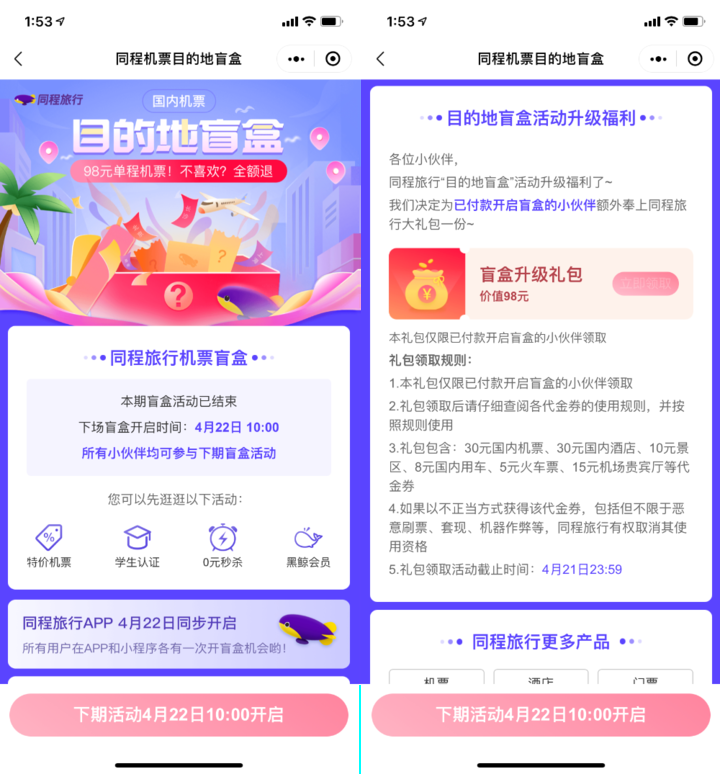 1:53
同程机票目的地盲盒
同程旅行
国内机票
目的地盲盒
98元单程机票！不喜欢？全额退
?
?
同程旅行机票盲盒
本期盲盒活动已结束
下场盲盒开启时间：4月22日 10:00
所有小伙伴均可参与下期盲盒活动
您可以先逛逛以下活动：
%
特价机票
学生认证
0元秒杀
黑鲸会员
同程旅行APP 4月22日同步开启
所有用户在APP和小程序各有一次开盲盒机会哟！
下期活动4月22日10:00开启
1:53
同程机票目的地盲盒
目的地盲盒活动升级福利
各位小伙伴，
同程旅行“目的地盲盒”活动升级福利了~
我们决定为已付款开启盲盒的小伙伴额外奉上同程旅
行大礼包一份~
¥
盲盒升级礼包
价值98元
立即领取
本礼包仅限已付款开启盲盒的小伙伴领取
礼包领取规则：
1.本礼包仅限已付款开启盲盒的小伙伴领取
2.礼包领取后请仔细查阅各代金券的使用规则，并按
照规则使用
3.礼包包含：30元国内机票、30元国内酒店、10元景
区、8元国内用车、5元火车票、15元机场贵宾厅等代
金券
4.如果以不正当方式获得该代金券，包括但不限于恶
意刷票、套现、机器作弊等，同程旅行有权取消其使
用资格
5.礼包领取活动截止时间：4月21日23:59
同程旅行更多产品
机票
酒店
门票
下期活动4月22日10:00开启